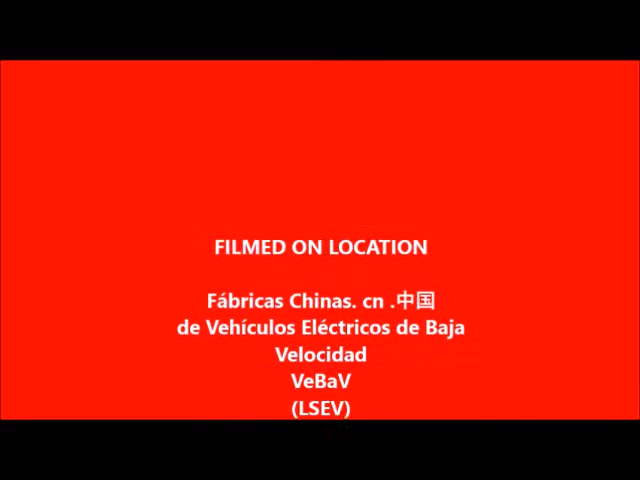 FILMED ON LOCATION
Fábricas Chinas. cn .中国
de Vehículos Eléctricos de Baja
Velocidad
VeBaV
(LSEV)